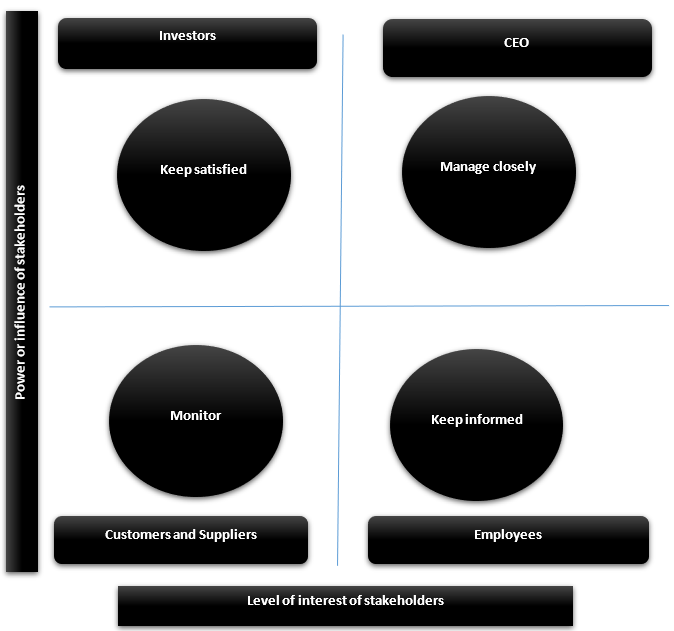 Investors
CEO
Keep satisfied
Manage closely
Power or influence of stakeholders
Monitor
Keep informed
Customers and Suppliers
Employees
Level of interest of stakeholders